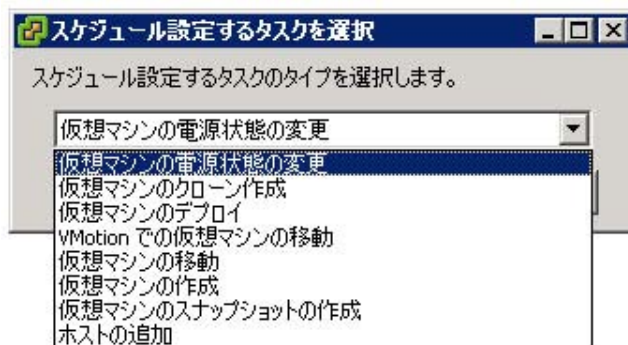 スケジュール設定するタスクを選択
スケジュール設定するタスクのタイプを選択します。
仮想マシンの電源状態の変更
仮想マシンの電源状態の変更
仮想マシンのクローン作成
仮想マシンのデプロイ
VMotion での仮想マシンの移動
仮想マシンの移動
仮想マシンの作成
仮想マシンのスナップショットの作成
ホストの追加